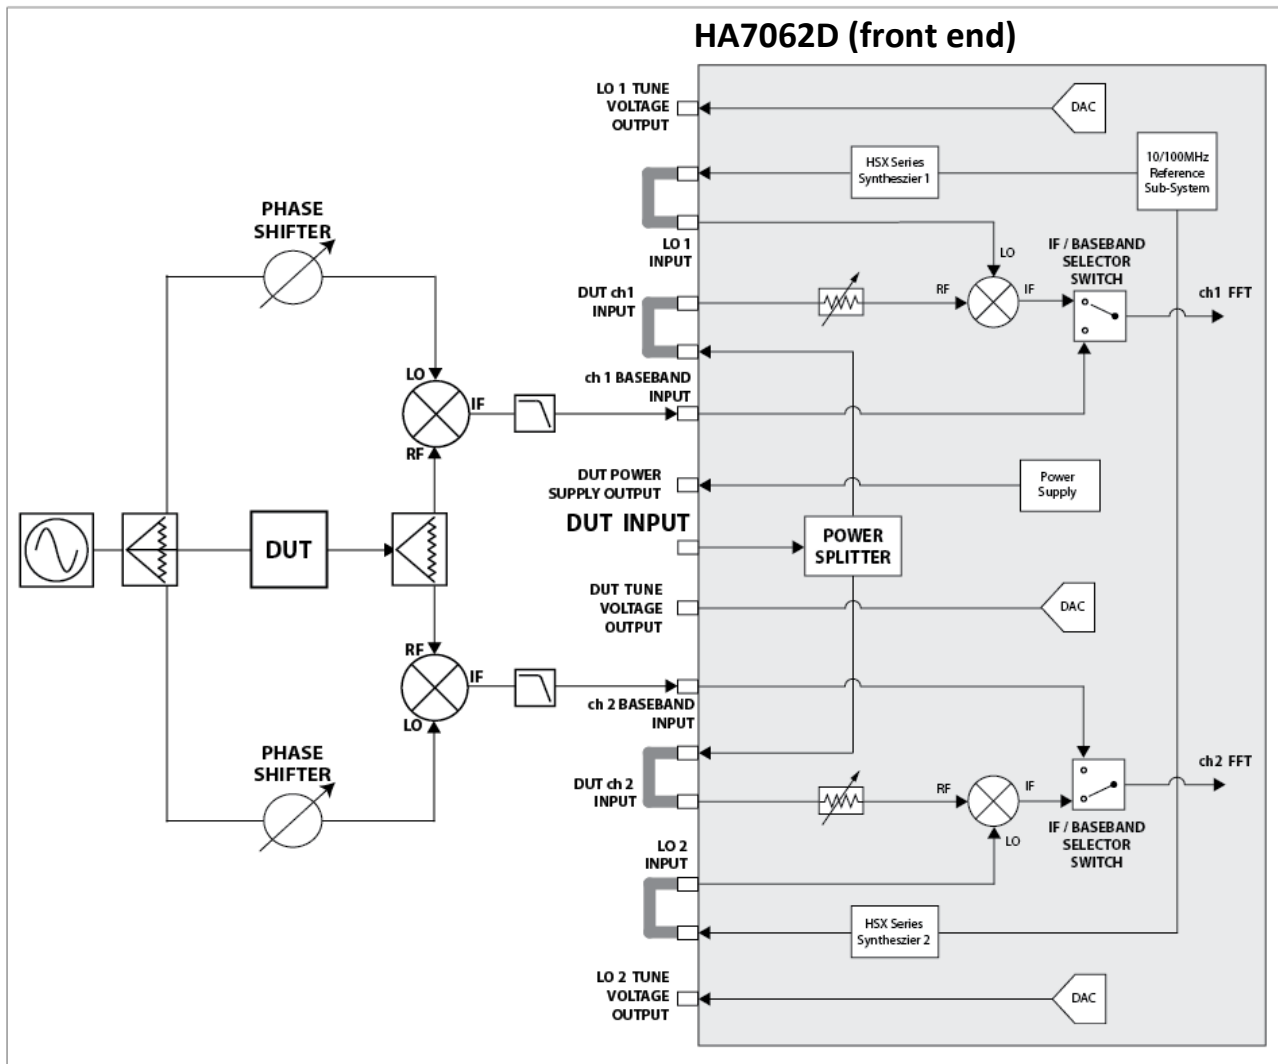 HA7062D (front end)
LO 1 TUNE
VOLTAGE
OUTPUT
DAC
HSX Series
Syntheszier 1
10/100MHz
Reference
Sub-System
PHASE
SHIFTER
LO 1
INPUT
LO
IF / BASEBAND
SELECTOR
SWITCH
DUT ch1
INPUT
RF
IF
ch1 FFT
LO
IF
RF
ch 1 BASEBAND
INPUT
DUT POWER
SUPPLY OUTPUT
Power
Supply
DUT INPUT
POWER
SPLITTER
DUT
DUT TUNE
VOLTAGE
OUTPUT
DAC
RF
IF
LO
ch 2 BASEBAND
INPUT
PHASE
SHIFTER
DUT ch 2
INPUT
RF
IF
LO
ch2 FFT
IF / BASEBAND
SELECTOR
SWITCH
LO 2
INPUT
HSX Series
Syntheszier 2
LO 2 TUNE
VOLTAGE
OUTPUT
DAC